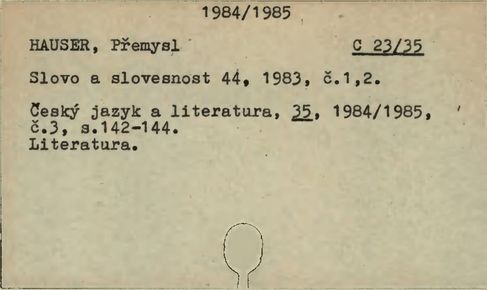 1984/1985
HAUSER, Přemysl C 23/35
Slovo a slovesnost 44, 1983, č.1,2.
Český jazyk a literatura, 35, 1984/1985,
č.3, s.142-144.
Literatura.